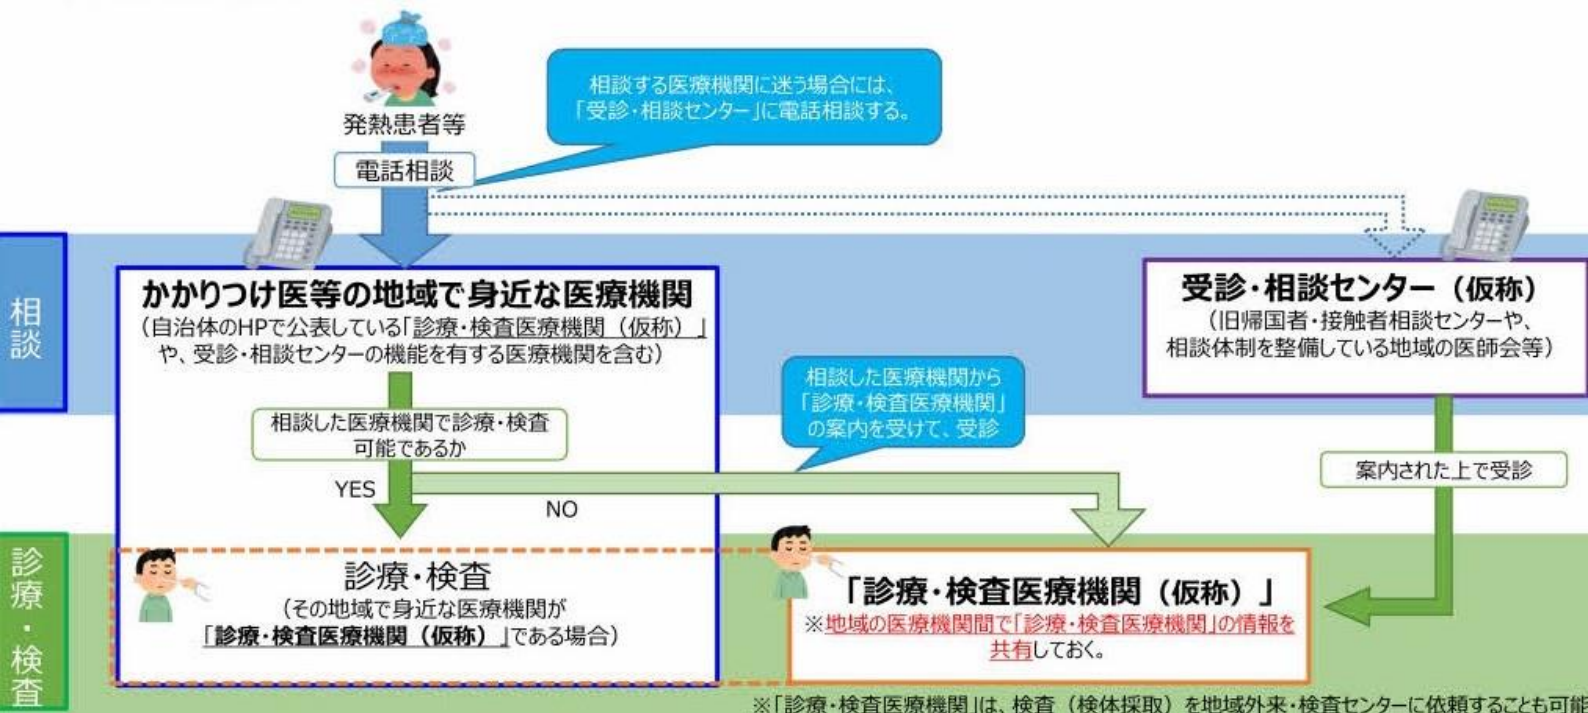 相談する医療機関に迷う場合には、
「受診・相談センター」に電話相談する。
発熱患者等
電話相談
相談
かかりつけ医等の地域で身近な医療機関
（自治体のHPで公表している「診療・検査医療機関（仮称）」
や、受診・相談センターの機能を有する医療機関を含む）
受診・相談センター（仮称）
（旧帰国者・接触者相談センターや、
相談体制を整備している地域の医師会等）
相談した医療機関で診療・検査
可能であるか
相談した医療機関から
「診療・検査医療機関」
の案内を受けて、受診
案内された上で受診
YES
NO
診療・検査
診療・検査
（その地域で身近な医療機関が
「診療・検査医療機関（仮称）」である場合）
「診療・検査医療機関（仮称）」
※地域の医療機関間で「診療・検査医療機関」の情報を
共有しておく。
※「診療・検査医療機関」は、検査（検体採取）を地域外来・検査センターに依頼することも可能